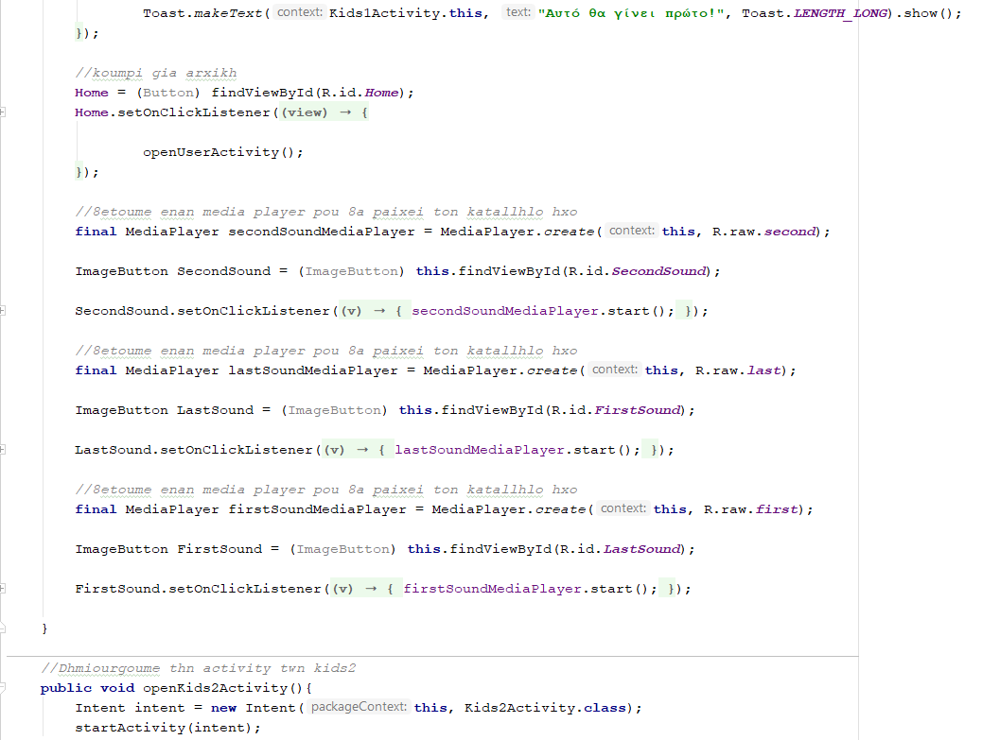 Toast.makeText( context: Kids1Activity.this, text: "Αυτό θα γίνει πρώτο!", Toast.LENGTH_LONG).show();
});
//koumpi gia arxikh
Home = (Button) findViewById(R.id.Home);
Home.setOnClickListener((view) → {
openUserActivity();
});
//8etoume enan media player pou 8a paixei ton katallhlo hxo
final MediaPlayer secondSoundMediaPlayer = MediaPlayer.create( context: this, R.raw.second);
ImageButton SecondSound = (ImageButton) this.findViewById(R.id.SecondSound);
SecondSound.setOnClickListener((v) → { secondSoundMediaPlayer.start(); });
//8etoume enan media player pou 8a paixei ton katallhlo hxo
final MediaPlayer lastSoundMediaPlayer = MediaPlayer.create( context: this, R.raw.last);
ImageButton LastSound = (ImageButton) this.findViewById(R.id.FirstSound);
LastSound.setOnClickListener((v) → { lastSoundMediaPlayer.start(); });
//8etoume enan media player pou 8a paixei ton katallhlo hxo
final MediaPlayer firstSoundMediaPlayer = MediaPlayer.create( context: this, R.raw.first);
ImageButton FirstSound = (ImageButton) this.findViewById(R.id.LastSound);
FirstSound.setOnClickListener((v) → { firstSoundMediaPlayer.start(); });
}
//Dhmiourgoume thn activity twn kids2
public void openKids2Activity(){
Intent intent = new Intent( packageContext: this, Kids2Activity.class);
startActivity(intent);